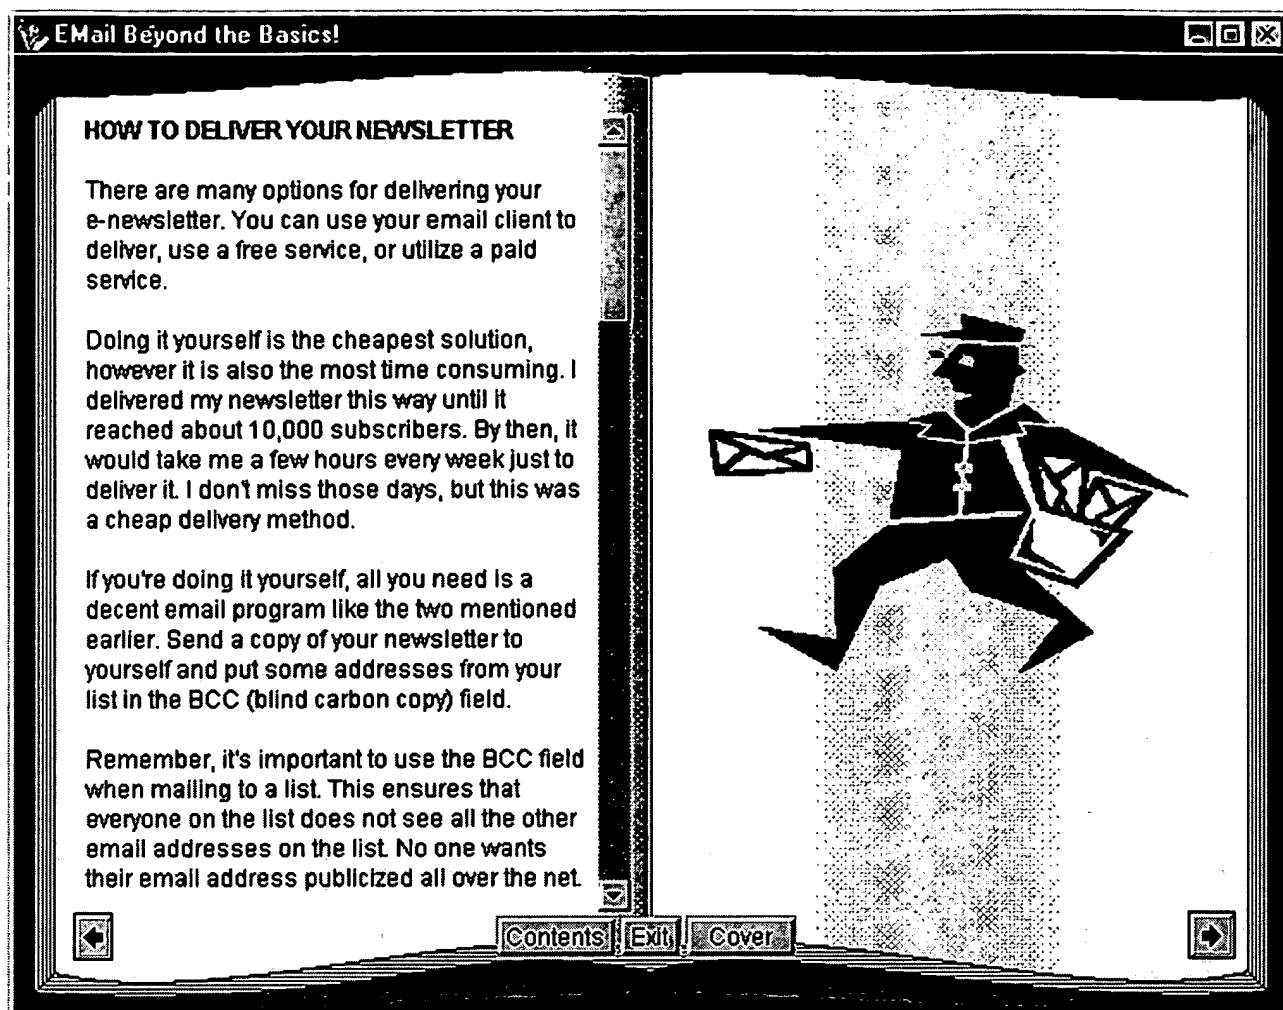 EMail Beyond the Basics!
HOW TO DELIVER YOUR NEWSLETTER
There are many options for delivering your
e-newsletter. You can use your email client to
deliver, use a free service, or utilize a paid
service.
Doing it yourself is the cheapest solution,
however it is also the most time consuming. I
delivered my newsletter this way until it
reached about 10,000 subscribers. By then, it
would take me a few hours every week just to
deliver it. I don't miss those days, but this was
a cheap delivery method.
If you're doing it yourself, all you need is a
decent email program like the two mentioned
earlier. Send a copy of your newsletter to
yourself and put some addresses from your
list in the BCC (blind carbon copy) field.
Remember, it's important to use the BCC field
when mailing to a list. This ensures that
everyone on the list does not see all the other
email addresses on the list. No one wants
their email address publicized all over the net.
Contents Exit Cover